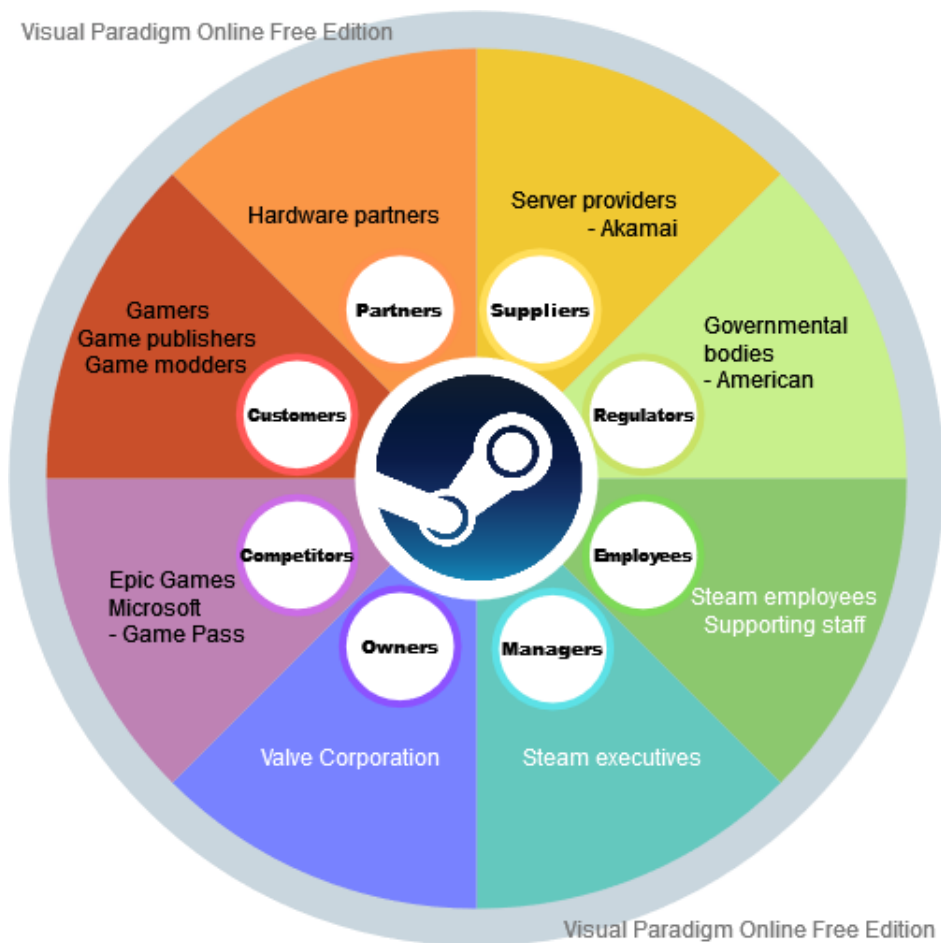 Visual Paradigm Online Free Edition
Hardware partners
Partners
Server providers
- Akamai
Suppliers
Governmental
bodies
- American
Regulators
Employees
Steam employees
Supporting staff
Managers
Steam executives
Owners
Valve Corporation
Competitors
Epic Games
Microsoft
- Game Pass
Gamers
Game publishers
Game modders
Customers
Visual Paradigm Online Free Edition